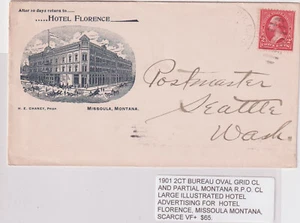 After 10 days return to
HOTEL FLORENCE
H. E. CHANEY, Prop. MISSOULA, MONTANA.
Postmaster
Seattle
Wash.
1901 2CT BUREAU OVAL GRID CL
AND PARTIAL MONTANA R.P.O. CL
LARGE ILLUSTRATED HOTEL
ADVERTISING FOR HOTEL
FLORENCE, MISSOULA MONTANA
SCARCE VF+ $65.